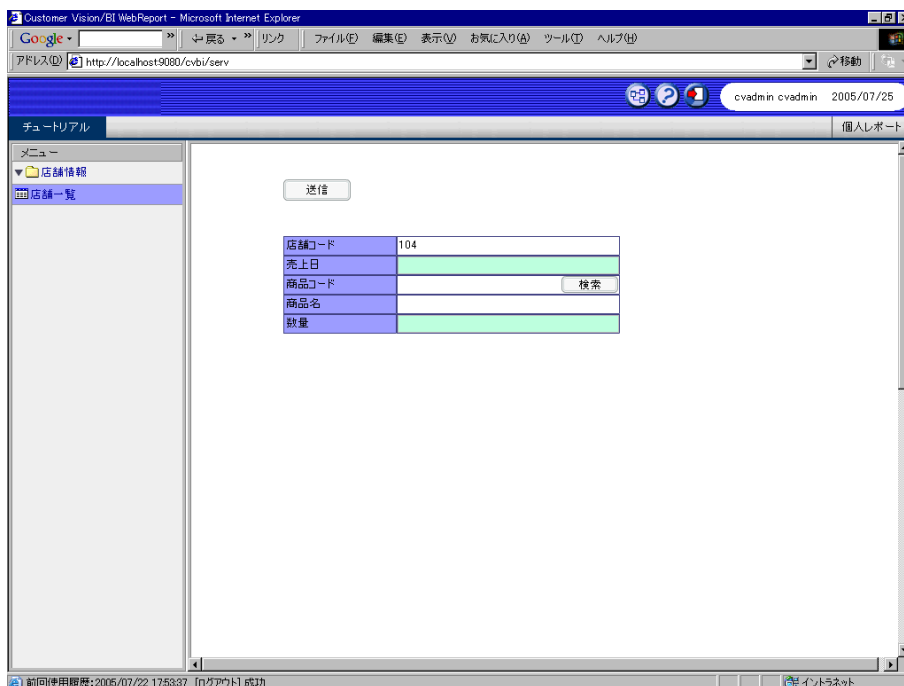 Customer Vision/BI WebReport - Microsoft Internet Explorer
Google » 戻る » リンク ファイル(F) 編集(E) 表示(V) お気に入り(A) ツール(T) ヘルプ(H)
アドレス(D) http://localhost:9080/cvbi/serv 移動
cvadmin cvadmin 2005/07/25
チュートリアル 個人レポート
メニュー
店舗情報
店舗一覧
送信
店舗コード 104
売上日
商品コード 検索
商品名
数量
前回使用履歴:2005/07/22 17:53:37 [ログアウト] 成功 イントラネット